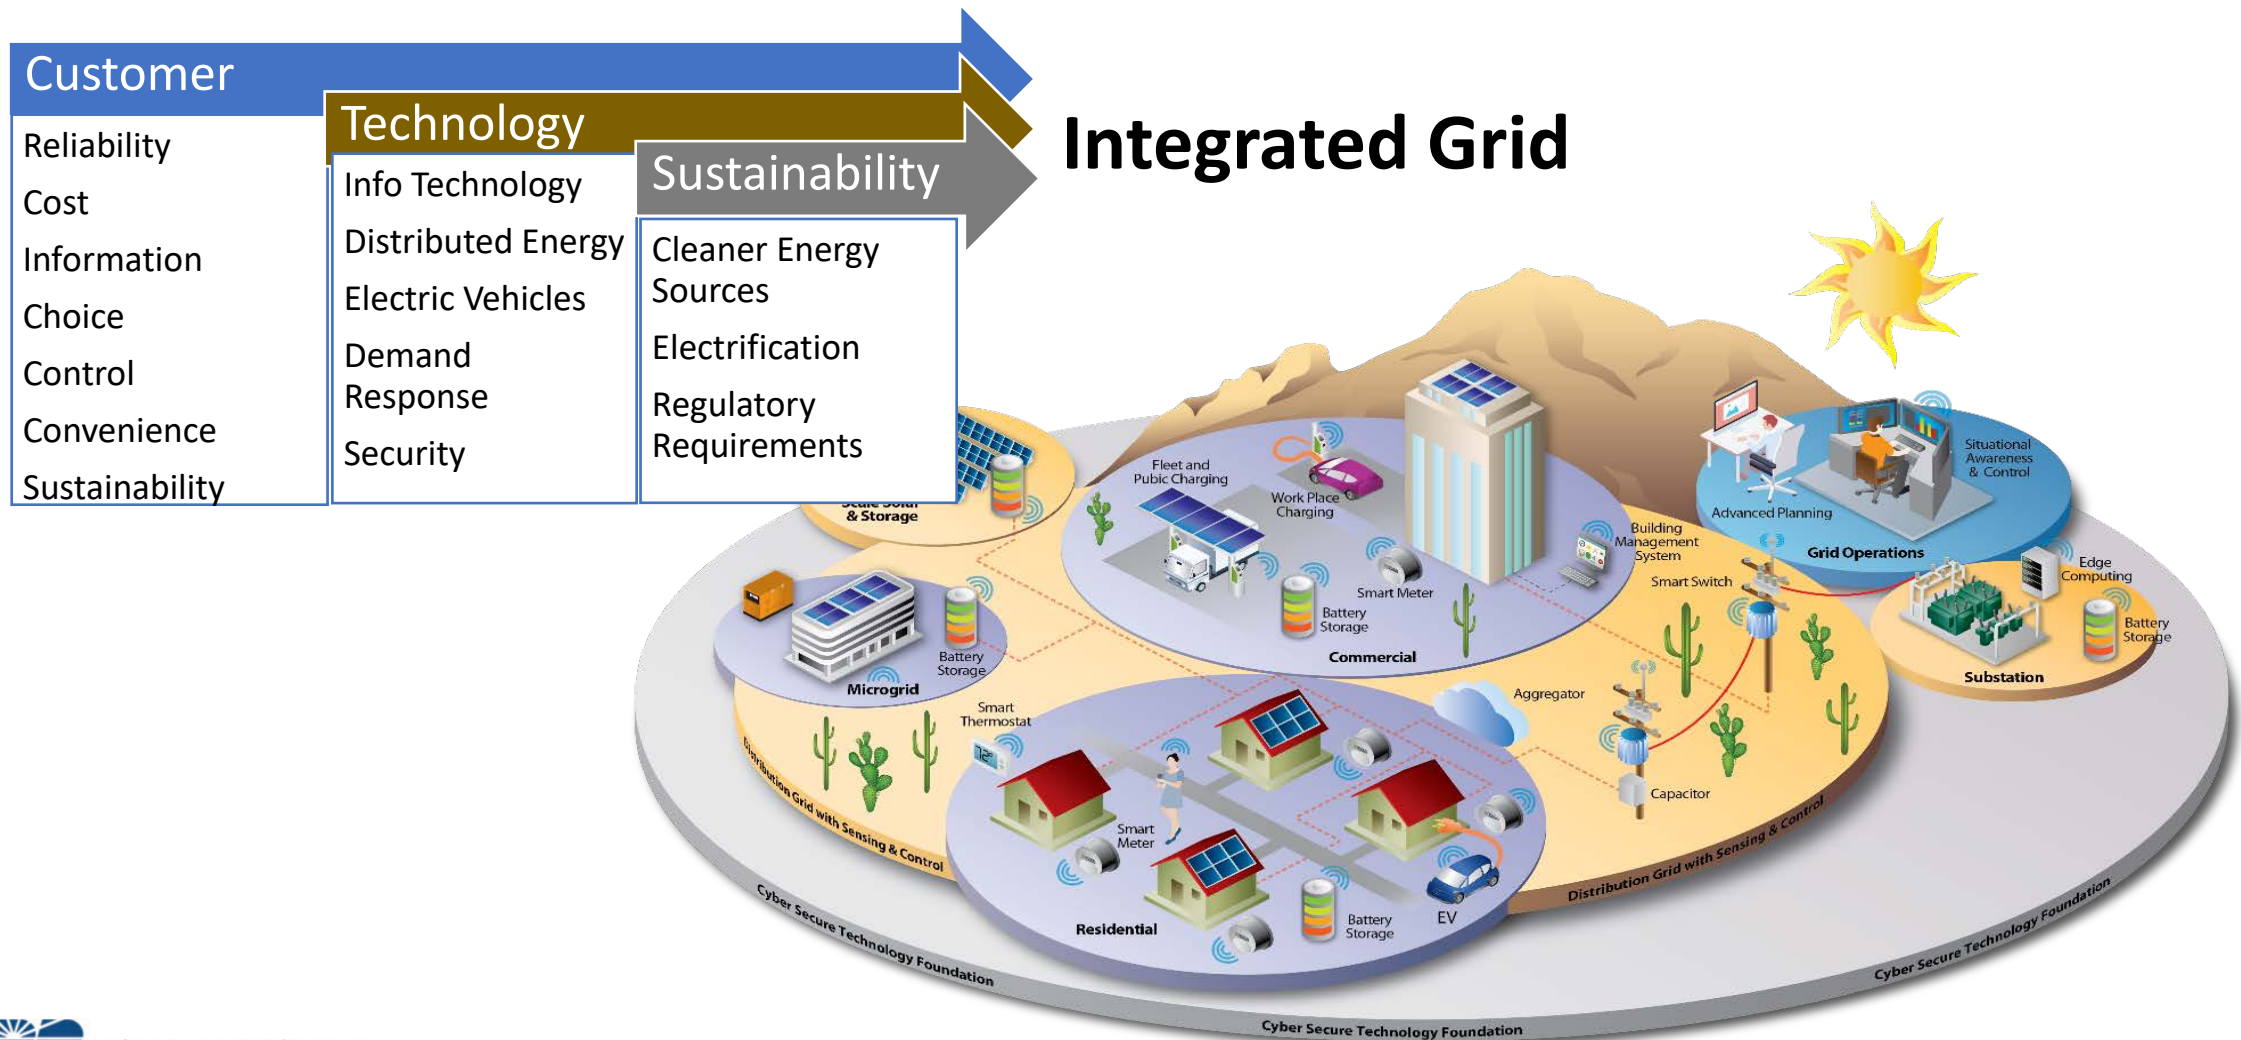 Customer
Reliability
Cost
Information
Choice
Control
Convenience
Sustainability
Technology
Info Technology
Distributed Energy
Electric Vehicles
Demand
Response
Security
Sustainability
Cleaner Energy
Sources
Electrification
Regulatory
Requirements
Integrated Grid
Scale Solar
& Storage
Fleet and
Pubic Charging
Work Place
Charging
Smart Meter
Battery
Storage
Building
Management
System
Commercial
Advanced Planning
Situational
Awareness
& Control
Grid Operations
Smart Switch
Edge
Computing
Battery
Storage
Substation
Battery
Storage
Microgrid
Smart
Thermostat
72°
Aggregator
Capacitor
Smart
Meter
Battery
Storage
EV
Residential
Distribution Grid with Sensing & Control
Distribution Grid with Sensing & Control
Cyber Secure Technology Foundation
Cyber Secure Technology Foundation
Cyber Secure Technology Foundation